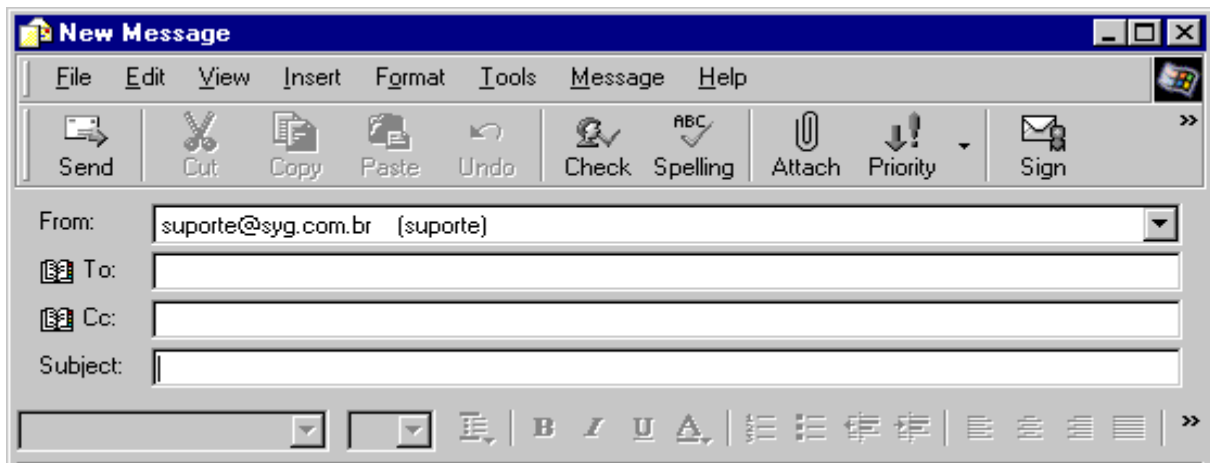 New Message
File Edit View Insert Format Tools Message Help
ABC
Send Cut Copy Paste Undo Check Spelling Attach Priority Sign
From: suporte@syg.com.br (suporte)
To:
Cc:
Subject:
B I U A